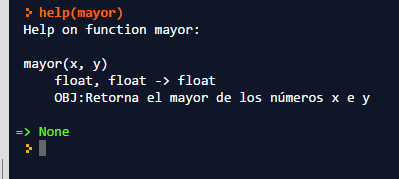 > help(mayor)
Help on function mayor:
mayor(x, y)
float, float -> float
OBJ:Retorna el mayor de los números x e y
=> None
>